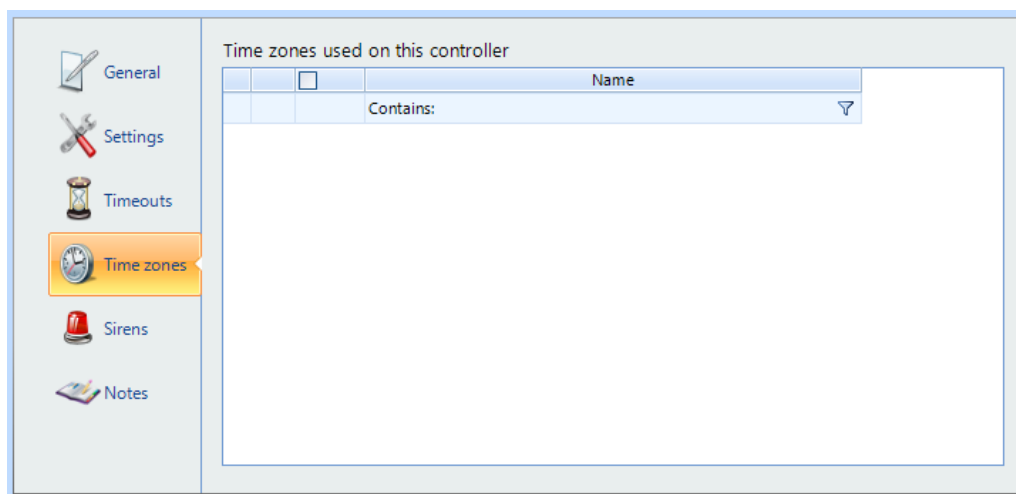 General
Settings
Timeouts
Time zones
Sirens
Notes
Time zones used on this controller
Name
Contains: